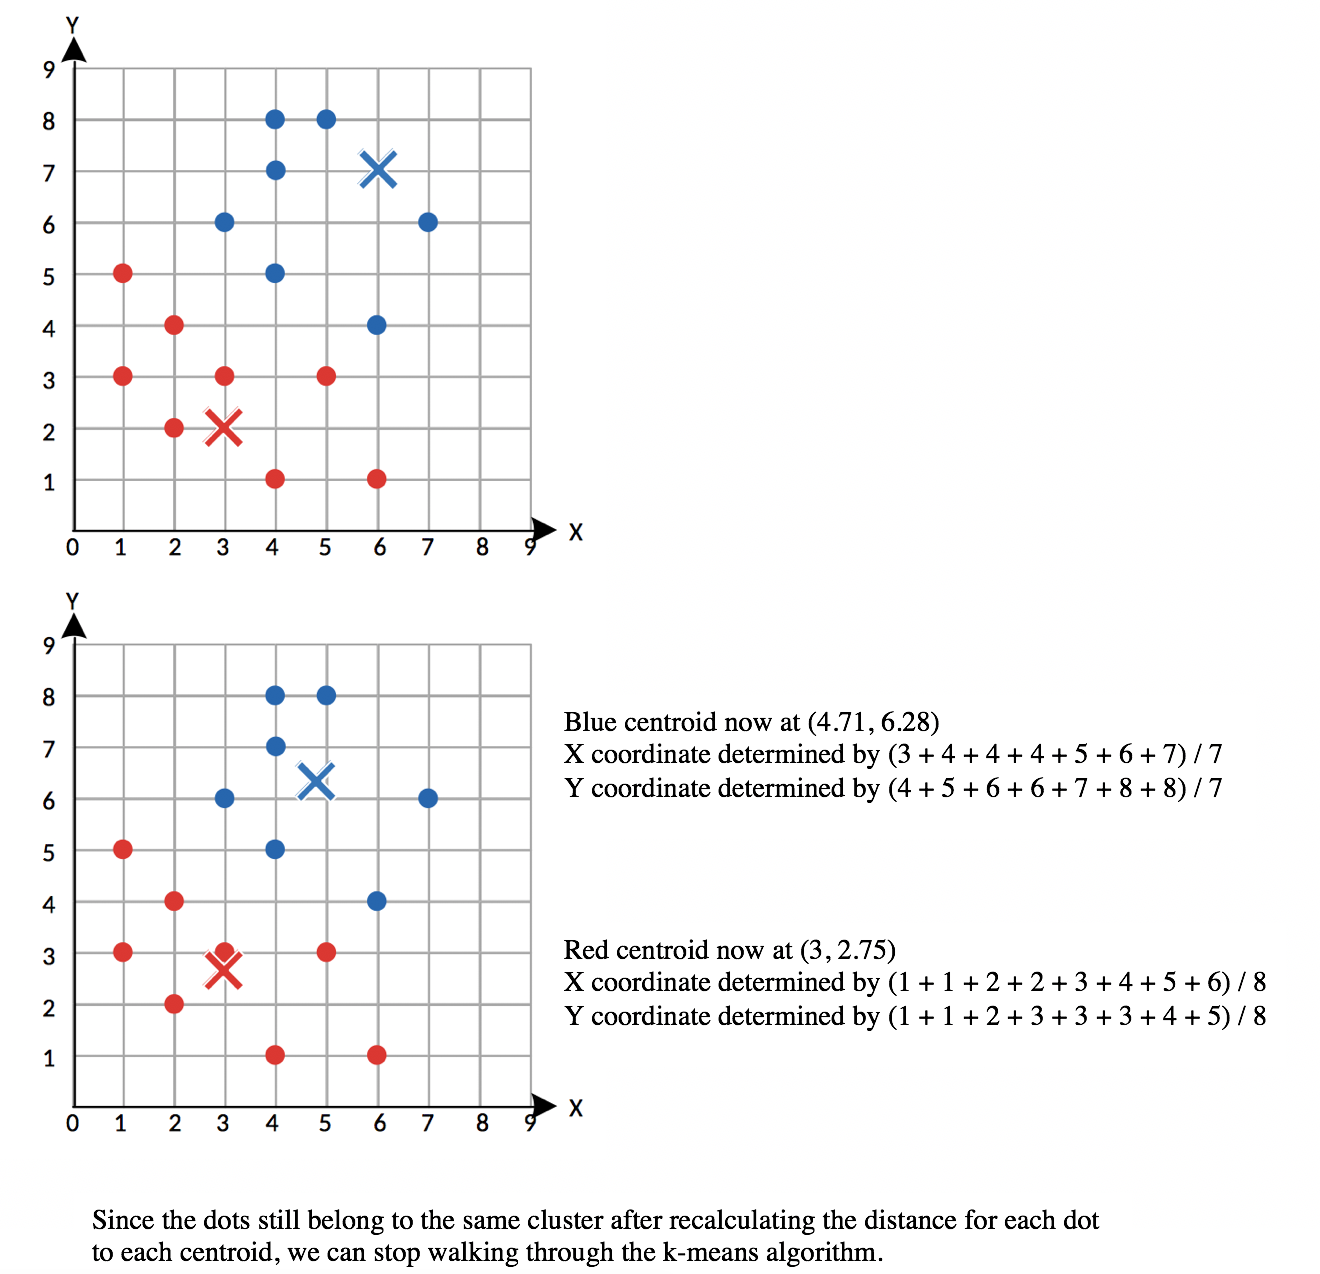 Y
9
8
7
6
5
4
3
2
1
0 1 2 3 4 5 6 7 8 9 X
Y
9
8
7
6
5
4
3
2
1
0 1 2 3 4 5 6 7 8 9 X
Blue centroid now at (4.71, 6.28)
X coordinate determined by (3 + 4 + 4 + 4 + 5 + 6 + 7) / 7
Y coordinate determined by (4 + 5 + 6 + 6 + 7 + 8 + 8) / 7
Red centroid now at (3, 2.75)
X coordinate determined by (1 + 1 + 2 + 2 + 3 + 4 + 5 + 6) / 8
Y coordinate determined by (1 + 1 + 2 + 3 + 3 + 3 + 4 + 5) / 8
Since the dots still belong to the same cluster after recalculating the distance for each dot
to each centroid, we can stop walking through the k-means algorithm.